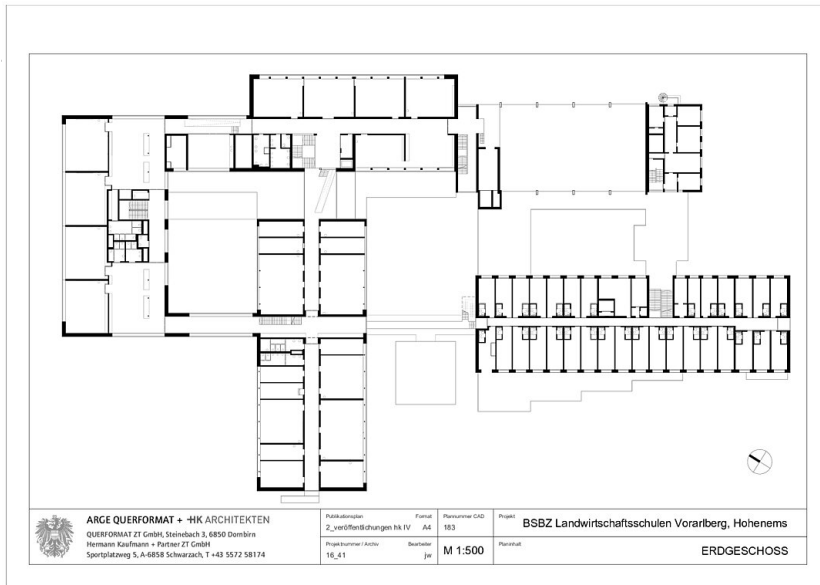 ARGE QUERFORMAT + HK ARCHITEKTEN
QUERFORMAT ZT GmbH, Steinebach 3, 6850 Dornbirn
Hermann Kaufmann + Partner ZT GmbH
Sportplatzweg 5, A-6858 Schwarzach, T +43 5572 58174
Publikationsplan Format
2_veröffentlichungen hk IV A4
Projektnummer / Archiv Bearbeiter
16_41 jw
Plannummer CAD
183
M 1:500
Projekt
BSBZ Landwirtschaftsschulen Vorarlberg, Hohenems
Planinhalt
ERDGESCHOSS